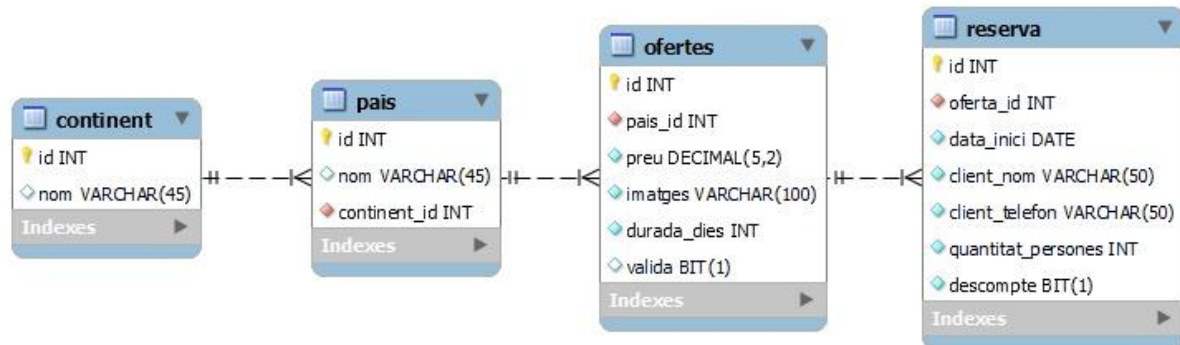 continent
id INT
nom VARCHAR(45)
Indexes
pais
id INT
nom VARCHAR(45)
continent_id INT
Indexes
ofertes
id INT
pais_id INT
preu DECIMAL(5,2)
imatges VARCHAR(100)
durada_dies INT
valida BIT(1)
Indexes
reserva
id INT
oferta_id INT
data_inici DATE
client_nom VARCHAR(50)
client_telefon VARCHAR(50)
quantitat_persones INT
descompte BIT(1)
Indexes